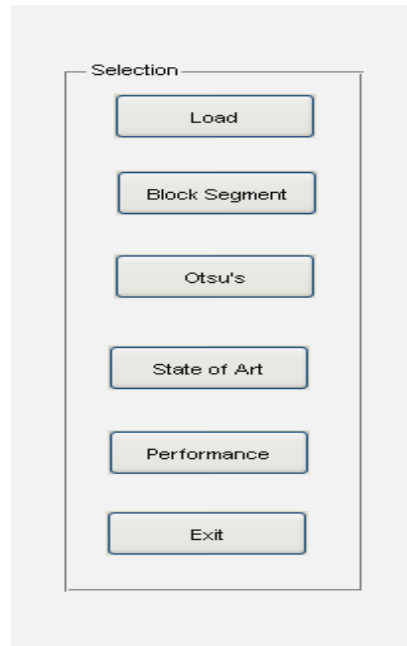 Selection
Load
Block Segment
Otsu's
State of Art
Performance
Exit